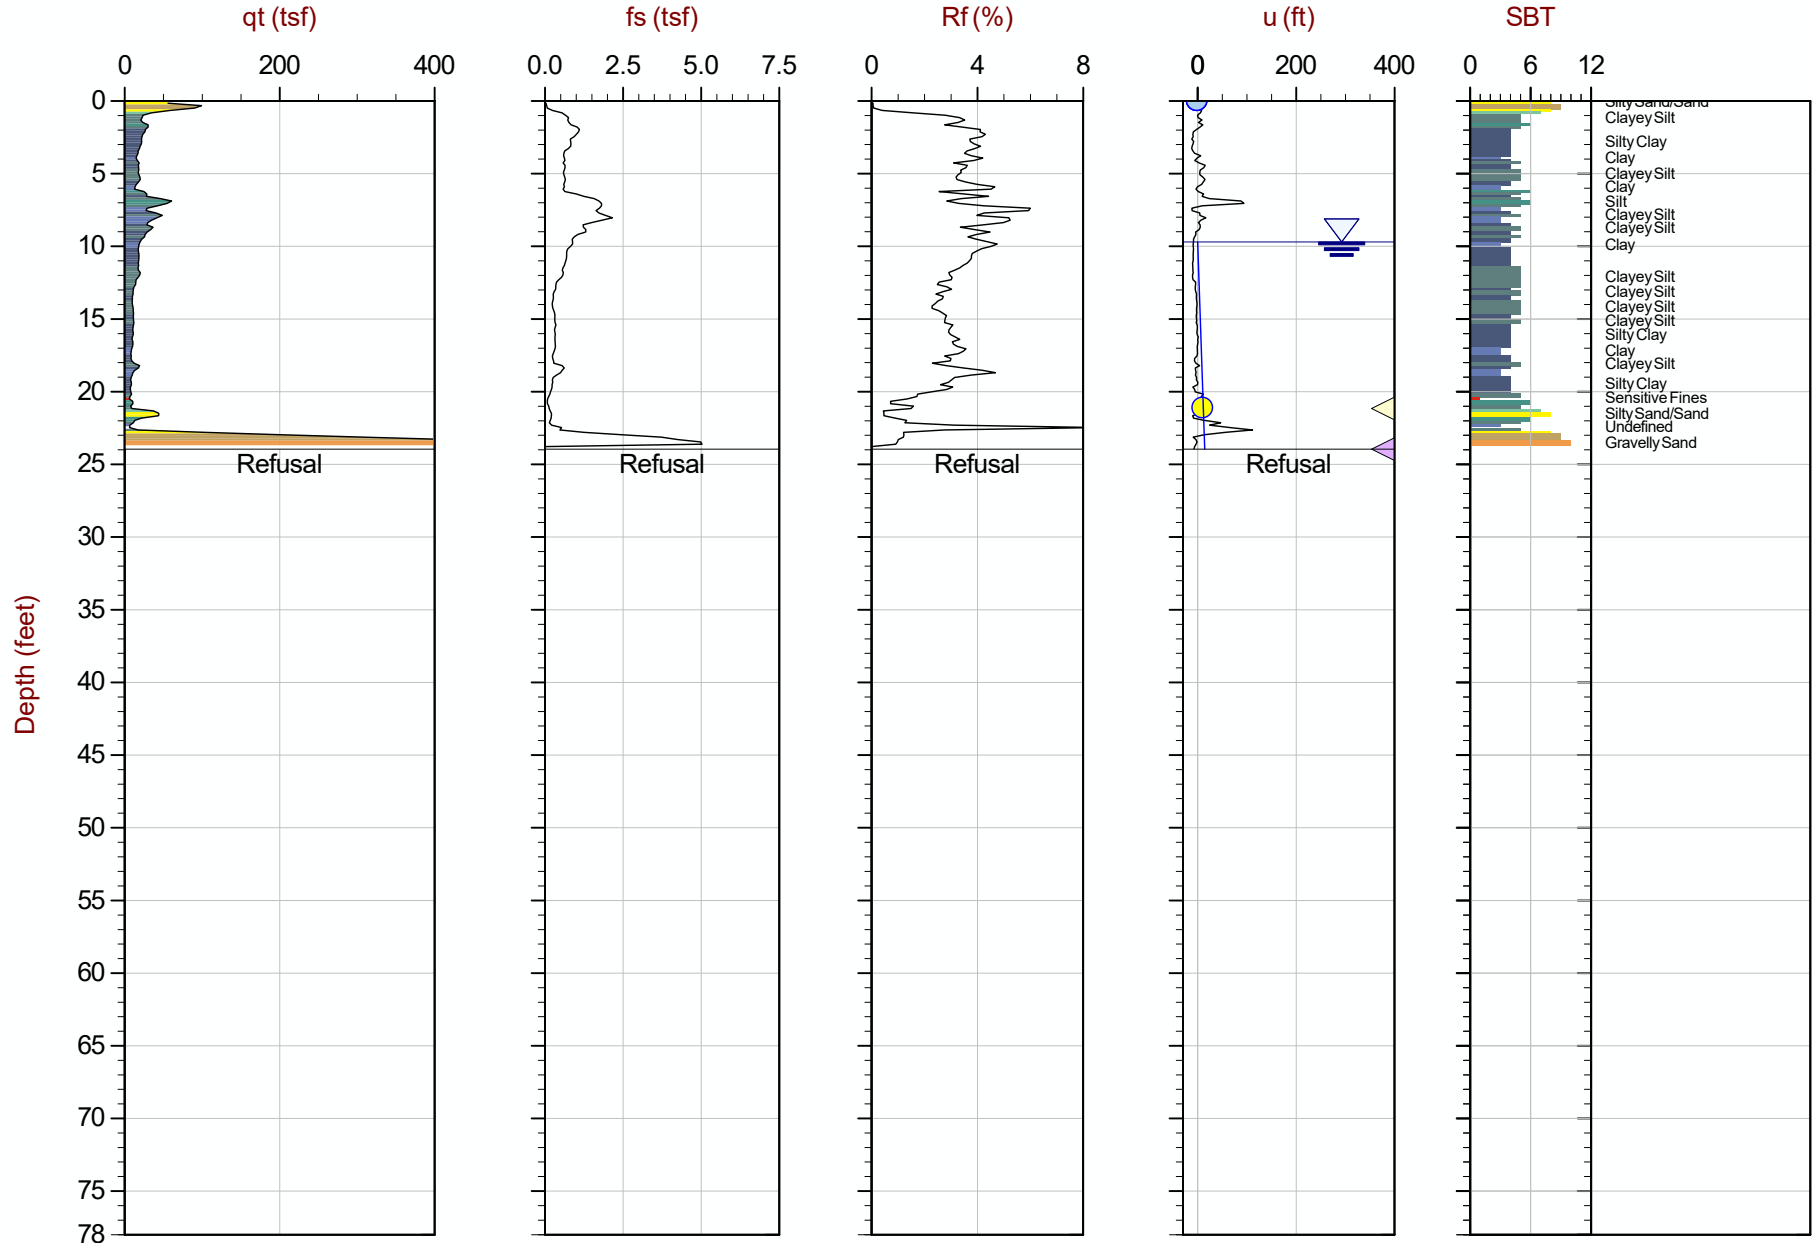 qt (tsf) fs (tsf) Rf (%) u (ft) SBT
0 200 400 0.0 2.5 5.0 7.5 0 4 8 0 200 400 0 6 12
0
Silty Sand/Sand
Clayey Silt
Silty Clay
Clay
5
Clayey Silt
Clay
Silt
Clayey Silt
Clayey Silt
10
Clay
Clayey Silt
Clayey Silt
Clayey Silt
15
Clayey Silt
Silty Clay
Clay
Clayey Silt
Silty Clay
20
Sensitive Fines
Silty Sand/Sand
Undefined
Gravelly Sand
25
Refusal Refusal Refusal Refusal
30
35
Depth (feet)
40
45
50
55
60
65
70
75
78